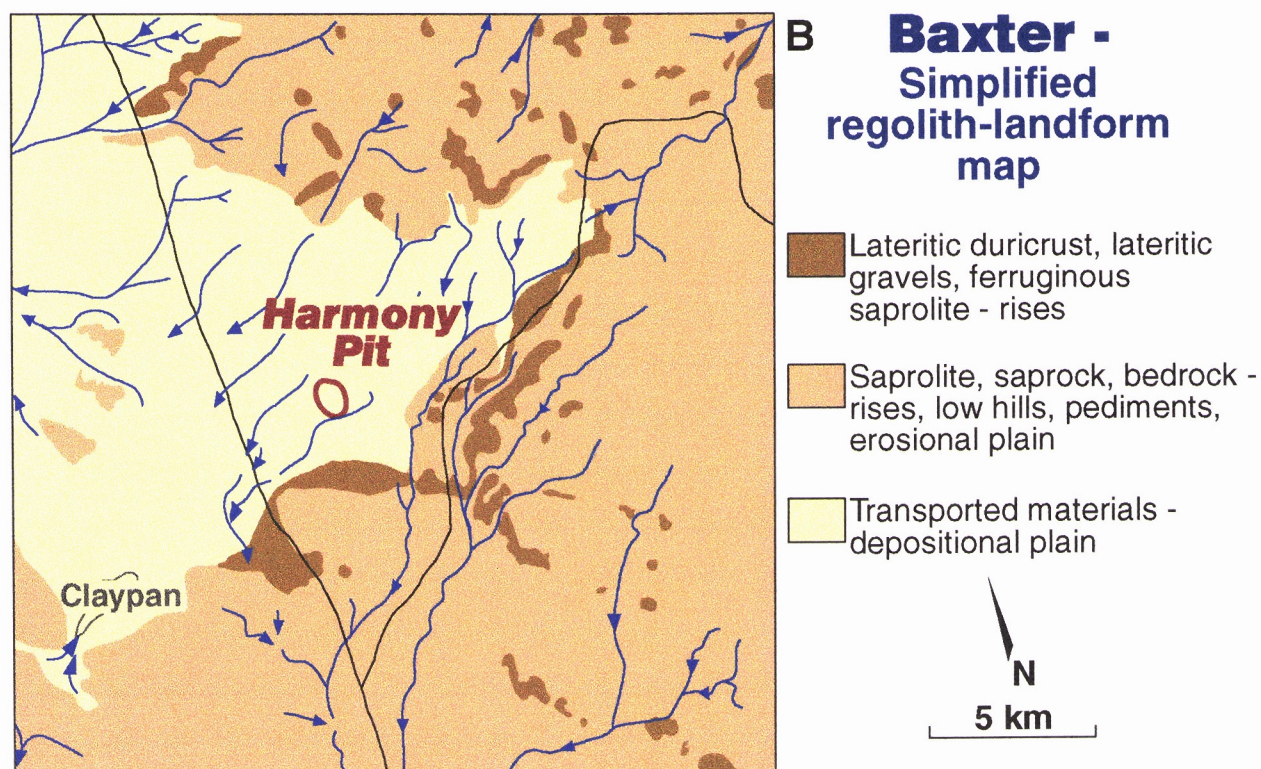 B
Baxter -
Simplified
regolith-landform
map
Lateritic duricrust, lateritic
gravels, ferruginous
saprolite - rises
Saprolite, saprock, bedrock -
rises, low hills, pediments,
erosional plain
Transported materials -
depositional plain
N
5 km
Harmony
Pit
Claypan